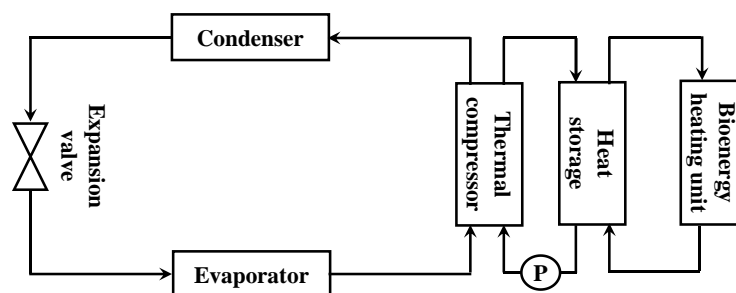 Condenser
Expansion
valve
Thermal
compressor
Heat
storage
Bioenergy
heating unit
Evaporator
P